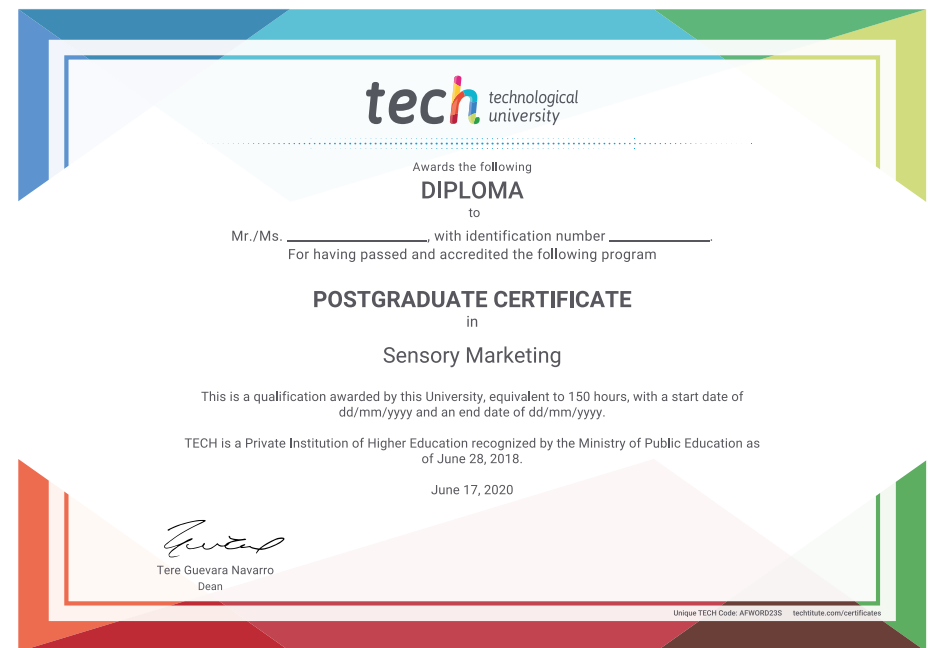 tech technological
university
Awards the following
DIPLOMA
to
Mr./Ms. ____________________, with identification number ______________.
For having passed and accredited the following program
POSTGRADUATE CERTIFICATE
in
Sensory Marketing
This is a qualification awarded by this University, equivalent to 150 hours, with a start date of
dd/mm/yyyy and an end date of dd/mm/yyyy.
TECH is a Private Institution of Higher Education recognized by the Ministry of Public Education as
of June 28, 2018.
June 17, 2020
Tere Guevara Navarro
Dean
Unique TECH Code: AFWORD23S techtitute.com/certificates